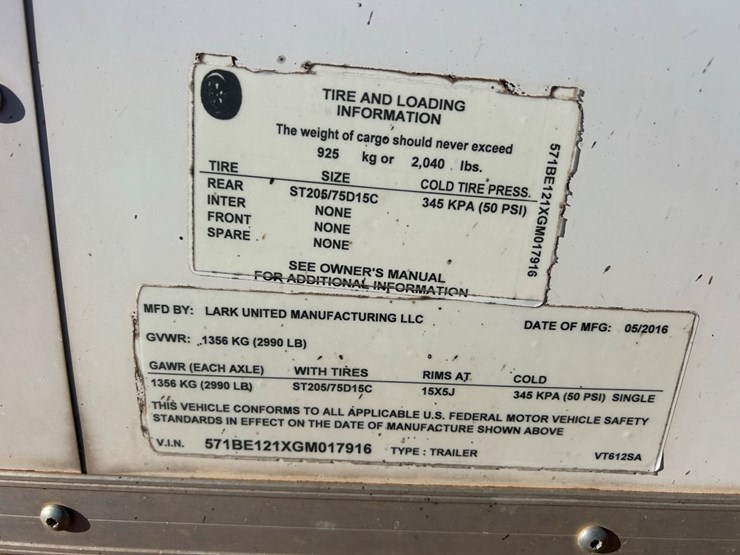 TIRE AND LOADING
INFORMATION
The weight of cargo should never exceed
925 kg or 2,040 lbs.
TIRE SIZE COLD TIRE PRESS.
REAR ST205/75D15C 345 KPA (50 PSI)
INTER NONE
FRONT NONE
SPARE NONE
SEE OWNER'S MANUAL
FOR ADDITIONAL INFORMATION
571BE121XGM017916
MFD BY: LARK UNITED MANUFACTURING LLC DATE OF MFG: 05/2016
GVWR: 1356 KG (2990 LB)
GAWR (EACH AXLE) WITH TIRES RIMS AT COLD
1356 KG (2990 LB) ST205/75D15C 15X5J 345 KPA (50 PSI) SINGLE
THIS VEHICLE CONFORMS TO ALL APPLICABLE U.S. FEDERAL MOTOR VEHICLE SAFETY
STANDARDS IN EFFECT ON THE DATE OF MANUFACTURE SHOWN ABOVE
V.I.N. 571BE121XGM017916 TYPE : TRAILER VT612SA